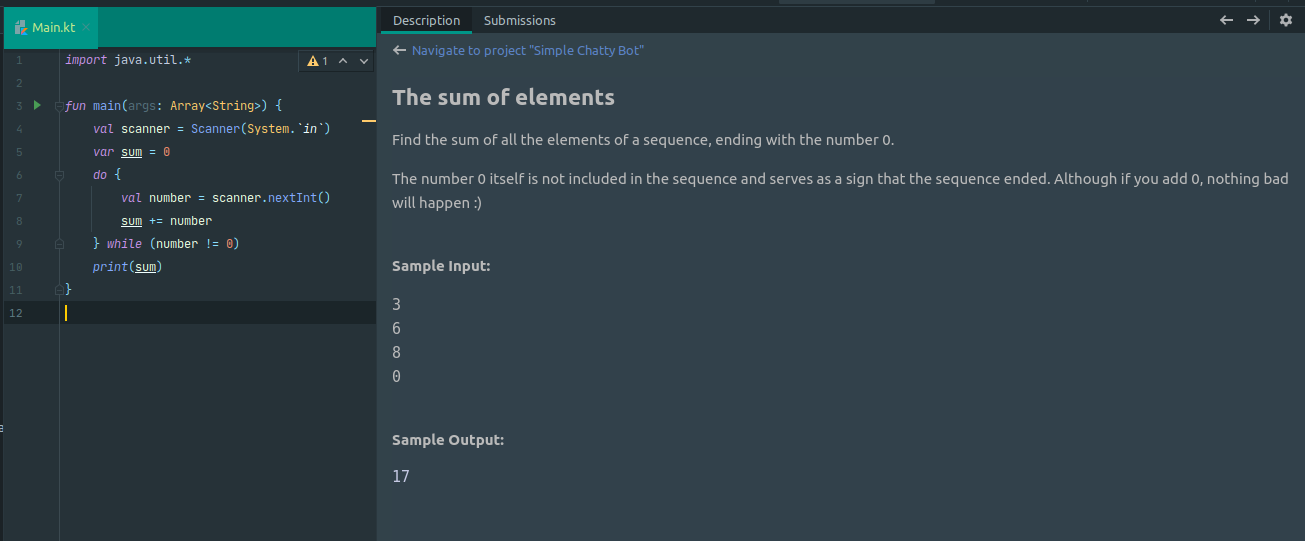 Main.kt
1 import java.util.*
1
2
3 fun main(args: Array<String>) {
4 val scanner = Scanner(System.`in`)
5 var sum = 0
6 do {
7 val number = scanner.nextInt()
8 sum += number
9 } while (number != 0)
10 print(sum)
11 }
12
Description Submissions
Navigate to project "Simple Chatty Bot"
The sum of elements
Find the sum of all the elements of a sequence, ending with the number 0.
The number 0 itself is not included in the sequence and serves as a sign that the sequence ended. Although if you add 0, nothing bad
will happen :)
Sample Input:
3
6
8
0
Sample Output:
17